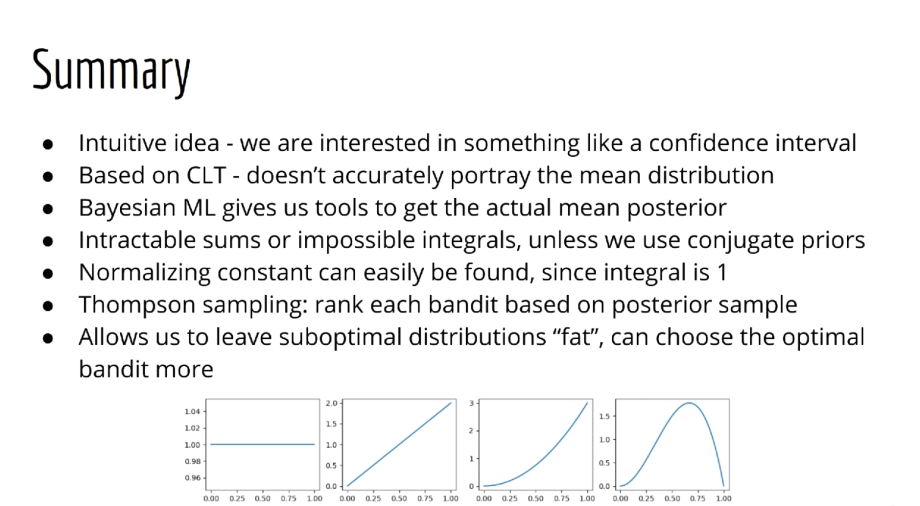 Summary
● Intuitive idea - we are interested in something like a confidence interval
● Based on CLT - doesn’t accurately portray the mean distribution
● Bayesian ML gives us tools to get the actual mean posterior
● Intractable sums or impossible integrals, unless we use conjugate priors
● Normalizing constant can easily be found, since integral is 1
● Thompson sampling: rank each bandit based on posterior sample
● Allows us to leave suboptimal distributions “fat”, can choose the optimal
bandit more
1.04
1.02
1.00
0.98
0.96
0.00 0.25 0.50 0.75 1.00
2.0
1.5
1.0
0.5
0.0
0.00 0.25 0.50 0.75 1.00
3
2
1
0
0.00 0.25 0.50 0.75 1.00
1.5
1.0
0.5
0.0
0.00 0.25 0.50 0.75 1.00